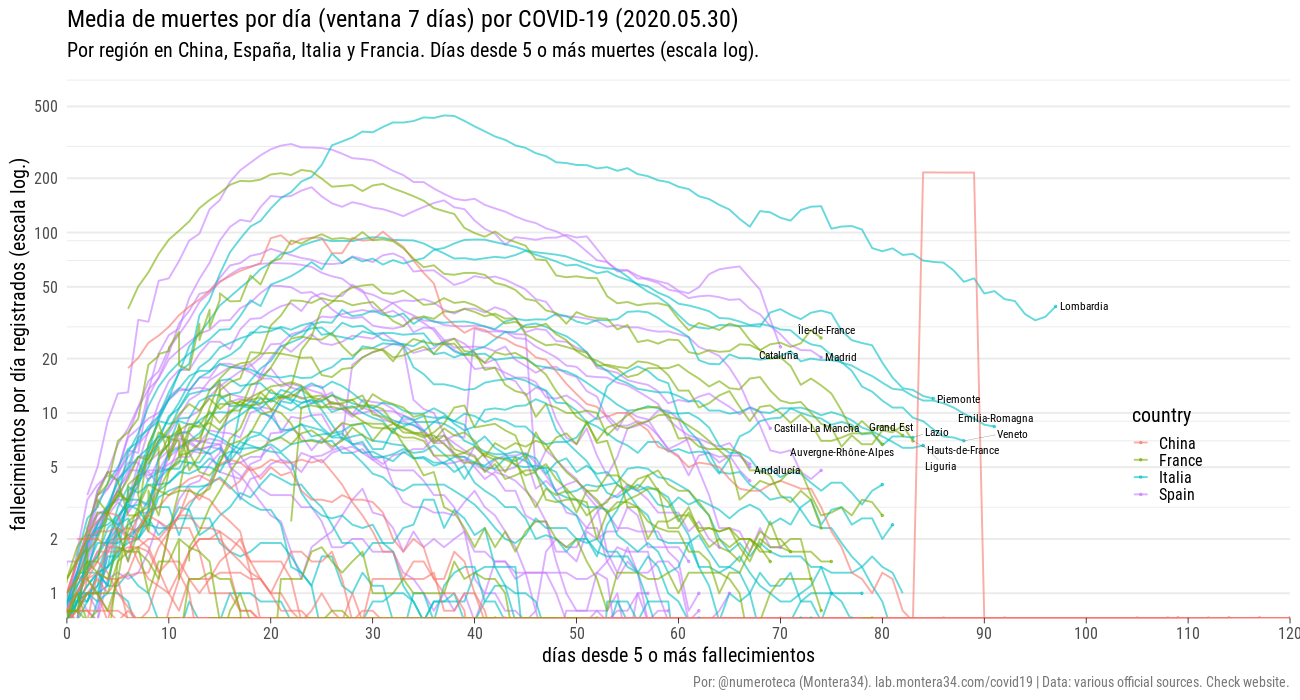 Media de muertes por día (ventana 7 días) por COVID-19 (2020.05.30)
Por región en China, España, Italia y Francia. Días desde 5 o más muertes (escala log).
fallecimientos por día registrados (escala log.)
500
200
100
50
20
10
5
2
1
Lombardia
Île-de-France
Cataluña
Madrid
Piemonte
Emilia-Romagna
Castilla-La Mancha
Grand Est
Lazio
Veneto
Auvergne-Rhône-Alpes
Hauts-de-France
Liguria
Andalucía
country
China
France
Italia
Spain
0 10 20 30 40 50 60 70 80 90 100 110 120
días desde 5 o más fallecimientos
Por: @numeroteca (Montera34). lab.montera34.com/covid19 | Data: various official sources. Check website.